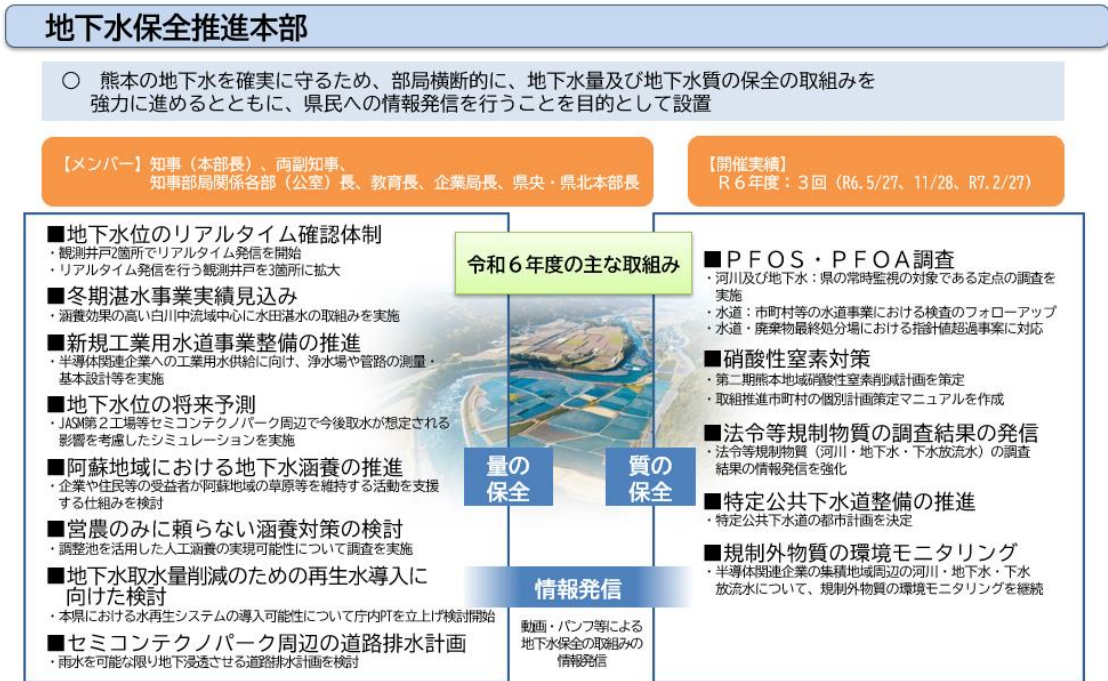 地下水保全推進本部
○　熊本の地下水を確実に守るため、部局横断的に、地下水量及び地下水質の保全の取組みを
強力に進めるとともに、県民への情報発信を行うことを目的として設置
【メンバー】知事（本部長）、両副知事、
知事部局関係各部（公室）長、教育長、企業局長、県央・県北本部長
【開催実績】
Ｒ６年度：３回（R6.5/27、11/28、R7.2/27）
令和６年度の主な取組み
■地下水位のリアルタイム確認体制
・観測井戸2箇所でリアルタイム発信を開始
・リアルタイム発信を行う観測井戸を3箇所に拡大
■冬期湛水事業実績見込み
・涵養効果の高い白川中流域中心に水田湛水の取組みを実施
■新規工業用水道事業整備の推進
・半導体関連企業への工業用水供給に向け、浄水場や管路の測量・
基本設計等を実施
■地下水位の将来予測
・JASM第２工場等セミコンテクノパーク周辺で今後取水が想定される
影響を考慮したシミュレーションを実施
■阿蘇地域における地下水涵養の推進
・企業や住民等の受益者が阿蘇地域の草原等を維持する活動を支援
する仕組みを検討
■営農のみに頼らない涵養対策の検討
・調整池を活用した人工涵養の実現可能性について調査を実施
■地下水取水量削減のための再生水導入に
向けた検討
・本県における水再生システムの導入可能性について庁内PTを立上げ検討開始
■セミコンテクノパーク周辺の道路排水計画
・雨水を可能な限り地下浸透させる道路排水計画を検討
量の
保全
質の
保全
情報発信
動画・パンフ等による
地下水保全の取組みの
情報発信
■ＰＦＯＳ・ＰＦＯＡ調査
・河川及び地下水：県の常時監視の対象である定点の調査を
実施
・水道：市町村等の水道事業における検査のフォローアップ
・水道・廃棄物最終処分場における指針値超過事案に対応
■硝酸性窒素対策
・第二期熊本地域硝酸性窒素削減計画を策定
・取組推進市町村の個別計画策定マニュアルを作成
■法令等規制物質の調査結果の発信
・法令等規制物質（河川・地下水・下水放流水）の調査
結果の情報発信を強化
■特定公共下水道整備の推進
・特定公共下水道の都市計画を決定
■規制外物質の環境モニタリング
・半導体関連企業の集積地域周辺の河川・地下水・下水
放流水について、規制外物質の環境モニタリングを継続